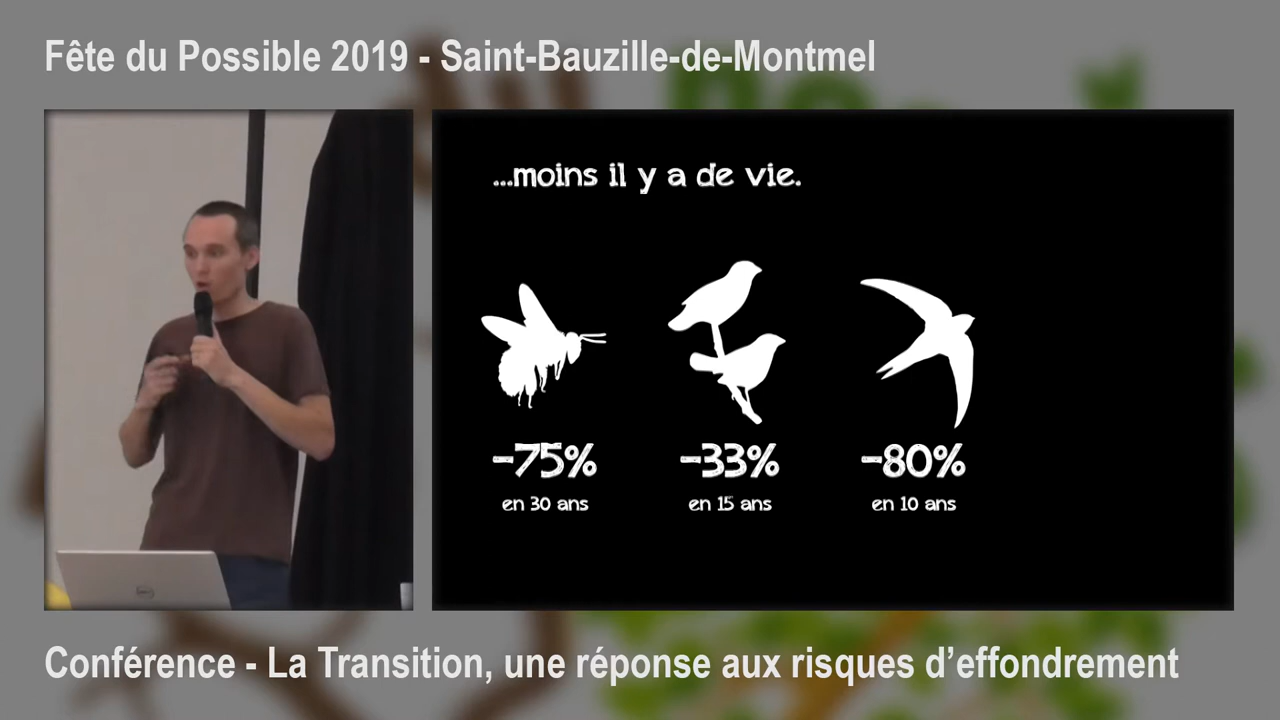 Fête du Possible 2019 - Saint-Bauzille-de-Montmel
...moins il y a de vie.
-75%
en 30 ans
-33%
en 15 ans
-80%
en 10 ans
Conférence - La Transition, une réponse aux risques d’effondrement